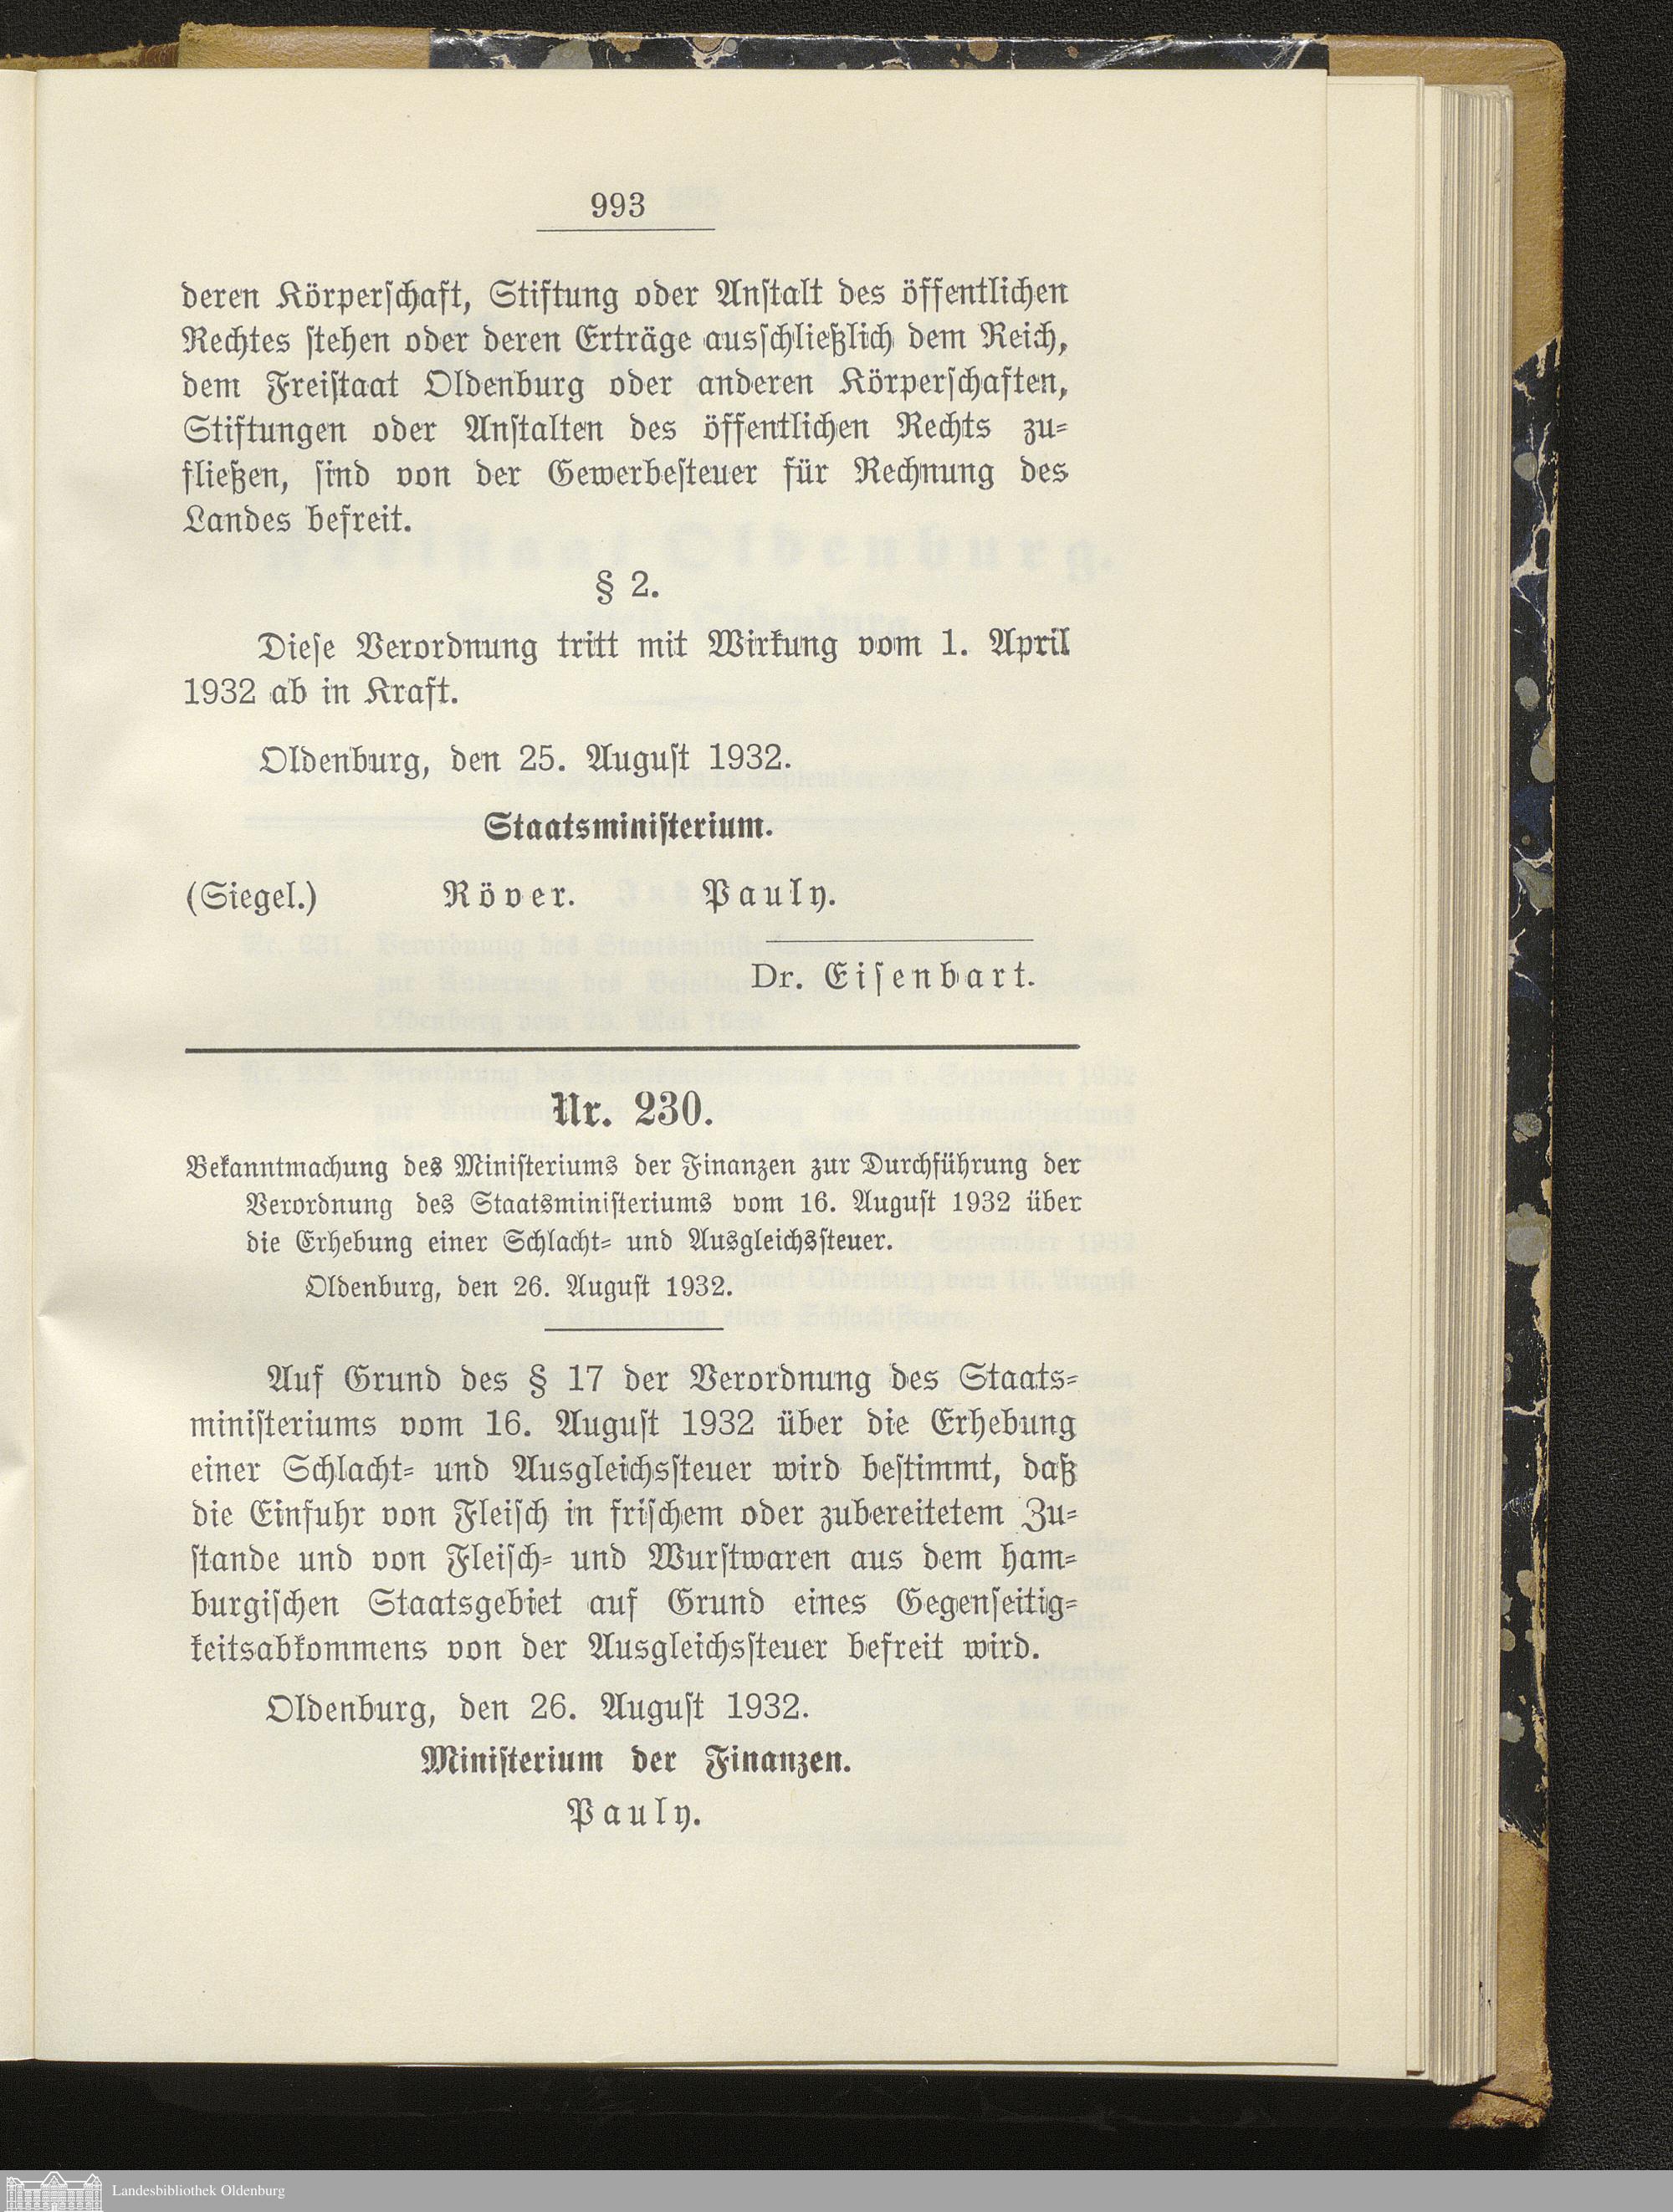 993
deren Körperschaft, Stiftung oder Anstalt des öffentlichen
Rechtes stehen oder deren Erträge ausschließlich dem Reich,
dem Freistaat Oldenburg oder anderen Körperschaften,
Stiftungen oder Anstalten des öffentlichen Rechts zu-
fließen, sind von der Gewerbesteuer für Rechnung des
Landes befreit.
§ 2.
Diese Verordnung tritt mit Wirkung vom 1. April
1932 ab in Kraft.
Oldenburg, den 25. August 1932.
Staatsministerium.
(Siegel.) Röver. Pauly.
Dr. Eisenbart.
Nr. 230.
Bekanntmachung des Ministeriums der Finanzen zur Durchführung der
Verordnung des Staatsministeriums vom 16. August 1932 über
die Erhebung einer Schlacht- und Ausgleichssteuer.
Oldenburg, den 26. August 1932.
Auf Grund des § 17 der Verordnung des Staats-
ministeriums vom 16. August 1932 über die Erhebung
einer Schlacht- und Ausgleichssteuer wird bestimmt, daß
die Einfuhr von Fleisch in frischem oder zubereitetem Zu-
stande und von Fleisch- und Wurstwaren aus dem ham-
burgischen Staatsgebiet auf Grund eines Gegenseitig-
keitsabkommens von der Ausgleichssteuer befreit wird.
Oldenburg, den 26. August 1932.
Ministerium der Finanzen.
Pauly.
Landesbibliothek Oldenburg